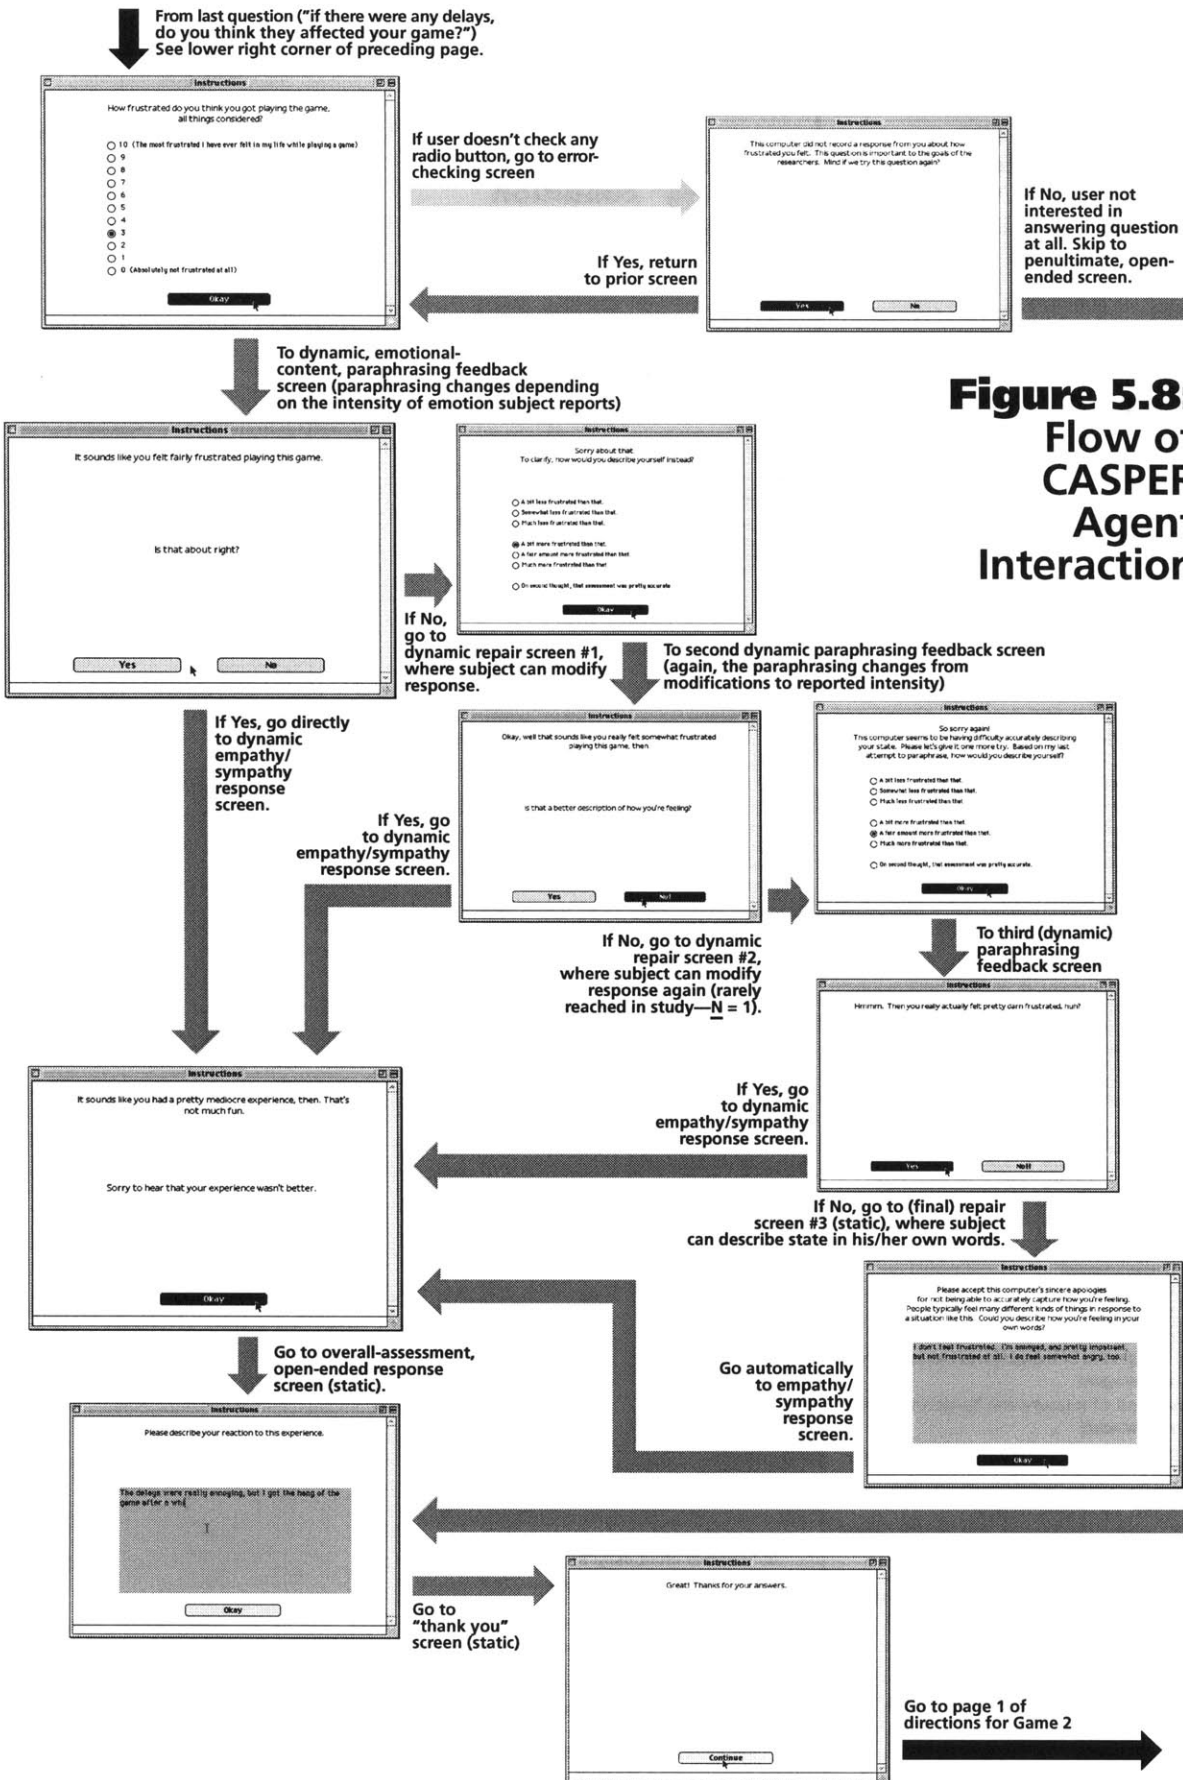 From last question ("if there were any delays,
do you think they affected your game?")
See lower right corner of preceding page.
Instructions
How frustrated do you think you got playing the game,
all things considered?
10 (The most frustrated I have ever felt in my life while playing a game)
9
8
7
6
5
4
3
2
1
0 (Absolutely not frustrated at all)
Okay
If user doesn't check any
radio button, go to error-
checking screen
If Yes, return
to prior screen
Instructions
This computer did not record a response from you about how
frustrated you felt. This question is important to the goals of the
researchers. Mind if we try this question again?
Yes
No
If No, user not
interested in
answering question
at all. Skip to
penultimate, open-
ended screen.
To dynamic, emotional-
content, paraphrasing feedback
screen (paraphrasing changes depending
on the intensity of emotion subject reports)
Figure 5.8:
Flow of
CASPER
Agent
Interaction
Instructions
It sounds like you felt fairly frustrated playing this game.
Is that about right?
Yes
No
If No,
go to
dynamic repair screen #1,
where subject can modify
response.
Instructions
Sorry about that.
To clarify, how would you describe yourself instead?
A bit less frustrated than that.
Somewhat less frustrated than that.
Much less frustrated than that.
A bit more frustrated than that.
A fair amount more frustrated than that.
Much more frustrated than that
On second thought, that assessment was pretty accurate
Okay
To second dynamic paraphrasing feedback screen
(again, the paraphrasing changes from
modifications to reported intensity)
If Yes, go directly
to dynamic
empathy/
sympathy
response
screen.
Instructions
Okay, well that sounds like you really felt somewhat frustrated
playing this game, then
Is that a better description of how you're feeling?
Yes
No!
If Yes, go
to dynamic
empathy/sympathy
response screen.
If No, go to dynamic
repair screen #2,
where subject can modify
response again (rarely
reached in study—N = 1).
Instructions
So sorry again!
This computer seems to be having difficulty accurately describing
your state. Please let's give it one more try. Based on my last
attempt to paraphrase, how would you describe yourself?
A bit less frustrated than that.
Somewhat less frustrated than that.
Much less frustrated than that
A bit more frustrated than that.
A fair amount more frustrated than that.
Much more frustrated than that.
On second thought, that assessment was pretty accurate.
Okay
To third (dynamic)
paraphrasing
feedback screen
Instructions
Hmmm. Then you really actually felt pretty darn frustrated, huh?
Yes
No!!
If Yes, go
to dynamic
empathy/sympathy
response screen.
If No, go to (final) repair
screen #3 (static), where subject
can describe state in his/her own words.
Instructions
It sounds like you had a pretty mediocre experience, then. That's
not much fun.
Sorry to hear that your experience wasn't better.
Okay
Go to overall-assessment,
open-ended response
screen (static).
Instructions
Please accept this computer's sincere apologies
for not being able to accurately capture how you're feeling.
People typically feel many different kinds of things in response to
a situation like this. Could you describe how you're feeling in your
own words?
I don't feel frustrated. I'm annoyed, and pretty impatient,
but not frustrated at all. I do feel somewhat angry, too.
Okay
Go automatically
to empathy/
sympathy
response
screen.
Instructions
Please describe your reaction to this experience.
The delays were really annoying, but I got the hang of the
game after a whi
Okay
Go to
"thank you"
screen (static)
Instructions
Great! Thanks for your answers.
Continue
Go to page 1 of
directions for Game 2